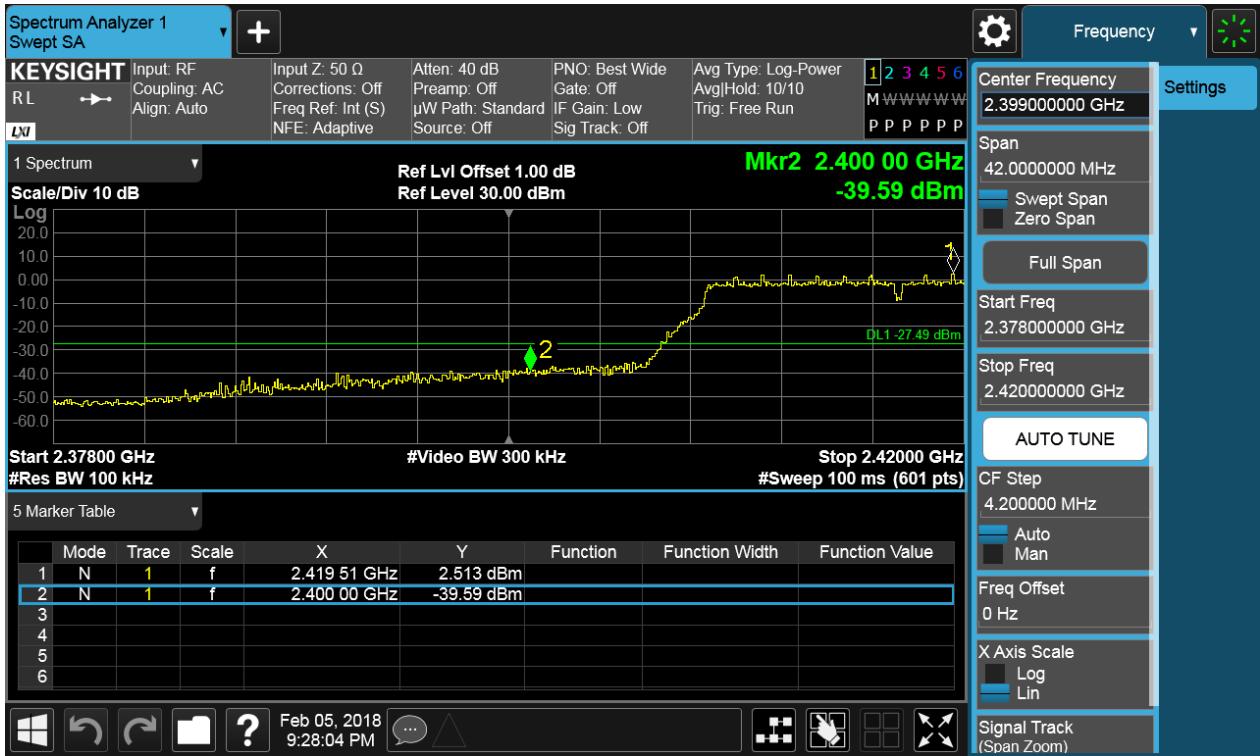 Spectrum Analyzer 1
Swept SA
Frequency
KEYSIGHT
R L
LXI
Input: RF
Coupling: AC
Align: Auto
Input Z: 50 Ω
Corrections: Off
Freq Ref: Int (S)
NFE: Adaptive
Atten: 40 dB
Preamp: Off
µW Path: Standard
Source: Off
PNO: Best Wide
Gate: Off
IF Gain: Low
Sig Track: Off
Avg Type: Log-Power
Avg|Hold: 10/10
Trig: Free Run
1 2 3 4 5 6
M W W W W W
P P P P P P
1 Spectrum
Scale/Div 10 dB
Ref Lvl Offset 1.00 dB
Ref Level 30.00 dBm
Mkr2 2.400 00 GHz
-39.59 dBm
Log
20.0
10.0
0.00
-10.0
-20.0
-30.0
-40.0
-50.0
-60.0
1
2
DL1 -27.49 dBm
Start 2.37800 GHz
#Video BW 300 kHz
Stop 2.42000 GHz
#Res BW 100 kHz
#Sweep 100 ms (601 pts)
5 Marker Table
Mode Trace Scale X Y Function Function Width Function Value
1 N 1 f 2.419 51 GHz 2.513 dBm
2 N 1 f 2.400 00 GHz -39.59 dBm
3
4
5
6
Feb 05, 2018
9:28:04 PM
Center Frequency
2.399000000 GHz
Settings
Span
42.0000000 MHz
Swept Span
Zero Span
Full Span
Start Freq
2.378000000 GHz
Stop Freq
2.420000000 GHz
AUTO TUNE
CF Step
4.200000 MHz
Auto
Man
Freq Offset
0 Hz
X Axis Scale
Log
Lin
Signal Track
(Span Zoom)